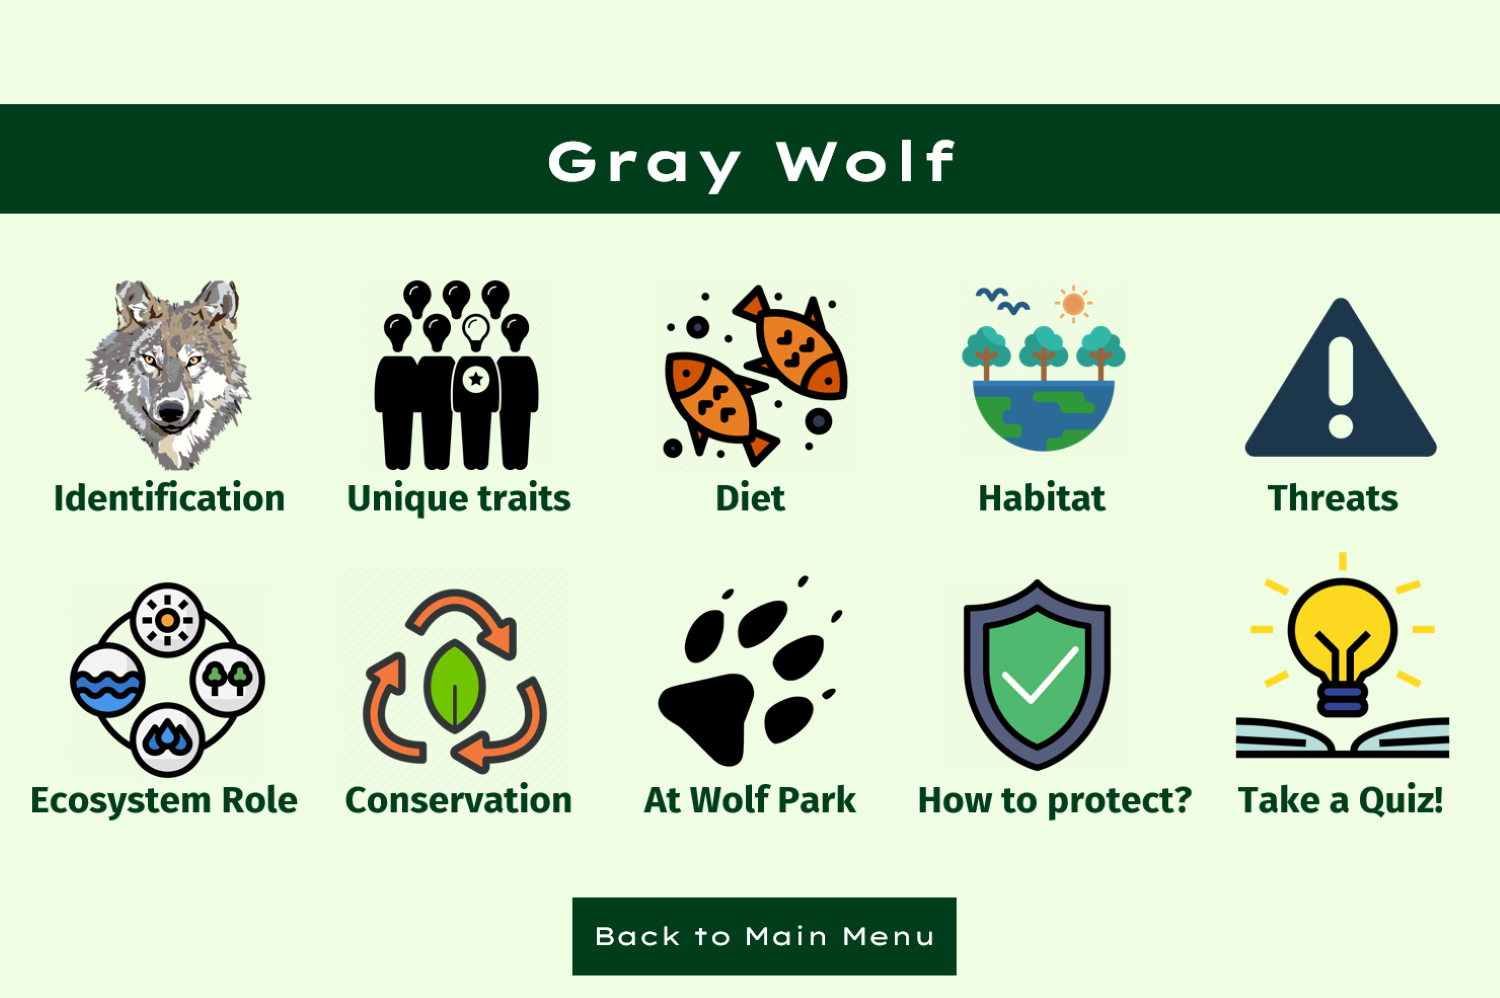 Gray Wolf
Identification
Unique traits
Diet
Habitat
Threats
Ecosystem Role
Conservation
At Wolf Park
How to protect?
Take a Quiz!
Back to Main Menu